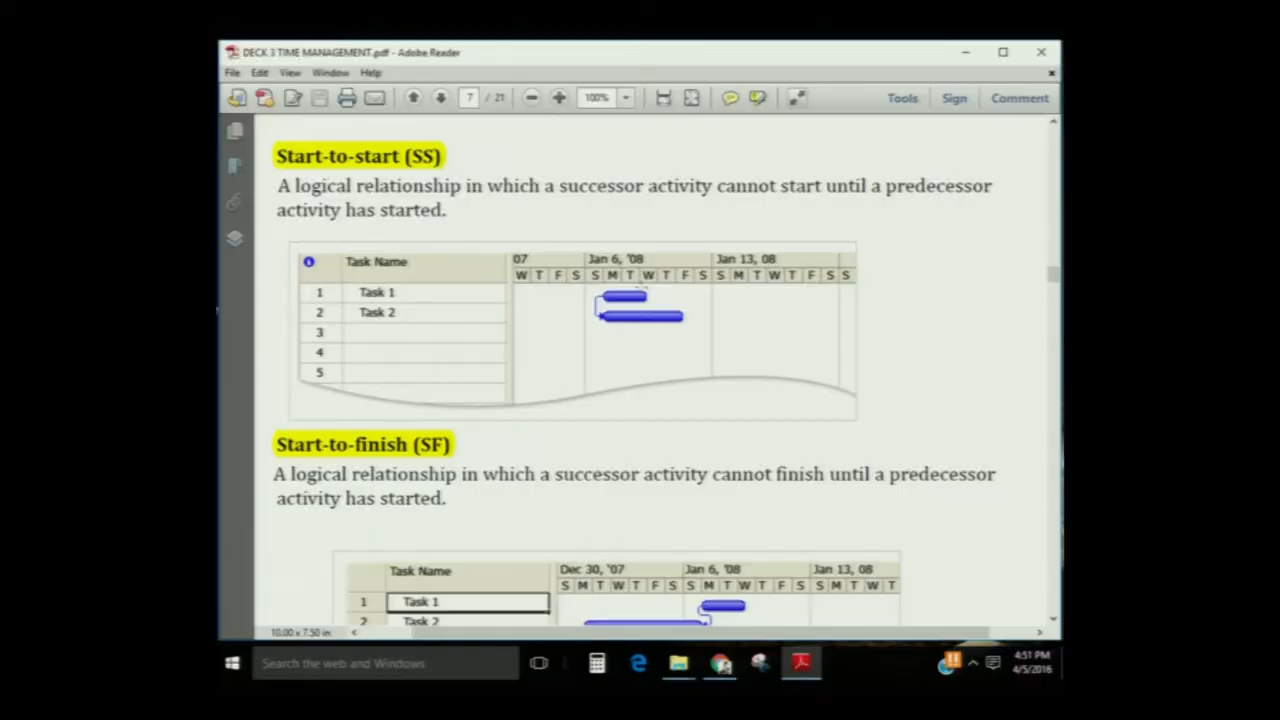 DECK 3 TIME MANAGEMENT.pdf - Adobe Reader
File Edit View Window Help
7 / 21 100% Tools Sign Comment
Start-to-start (SS)
A logical relationship in which a successor activity cannot start until a predecessor
activity has started.
Task Name 07 Jan 6, '08 Jan 13, 08
W T F S S M T W T F S S M T W T F S S
1 Task 1
2 Task 2
3
4
5
Start-to-finish (SF)
A logical relationship in which a successor activity cannot finish until a predecessor
activity has started.
Task Name Dec 30, '07 Jan 6, '08 Jan 13, 08
S M T W T F S S M T W T F S S M T W T
1 Task 1
2 Task 2
10.00 x 7.50 in
Search the web and Windows
4:51 PM
4/5/2016